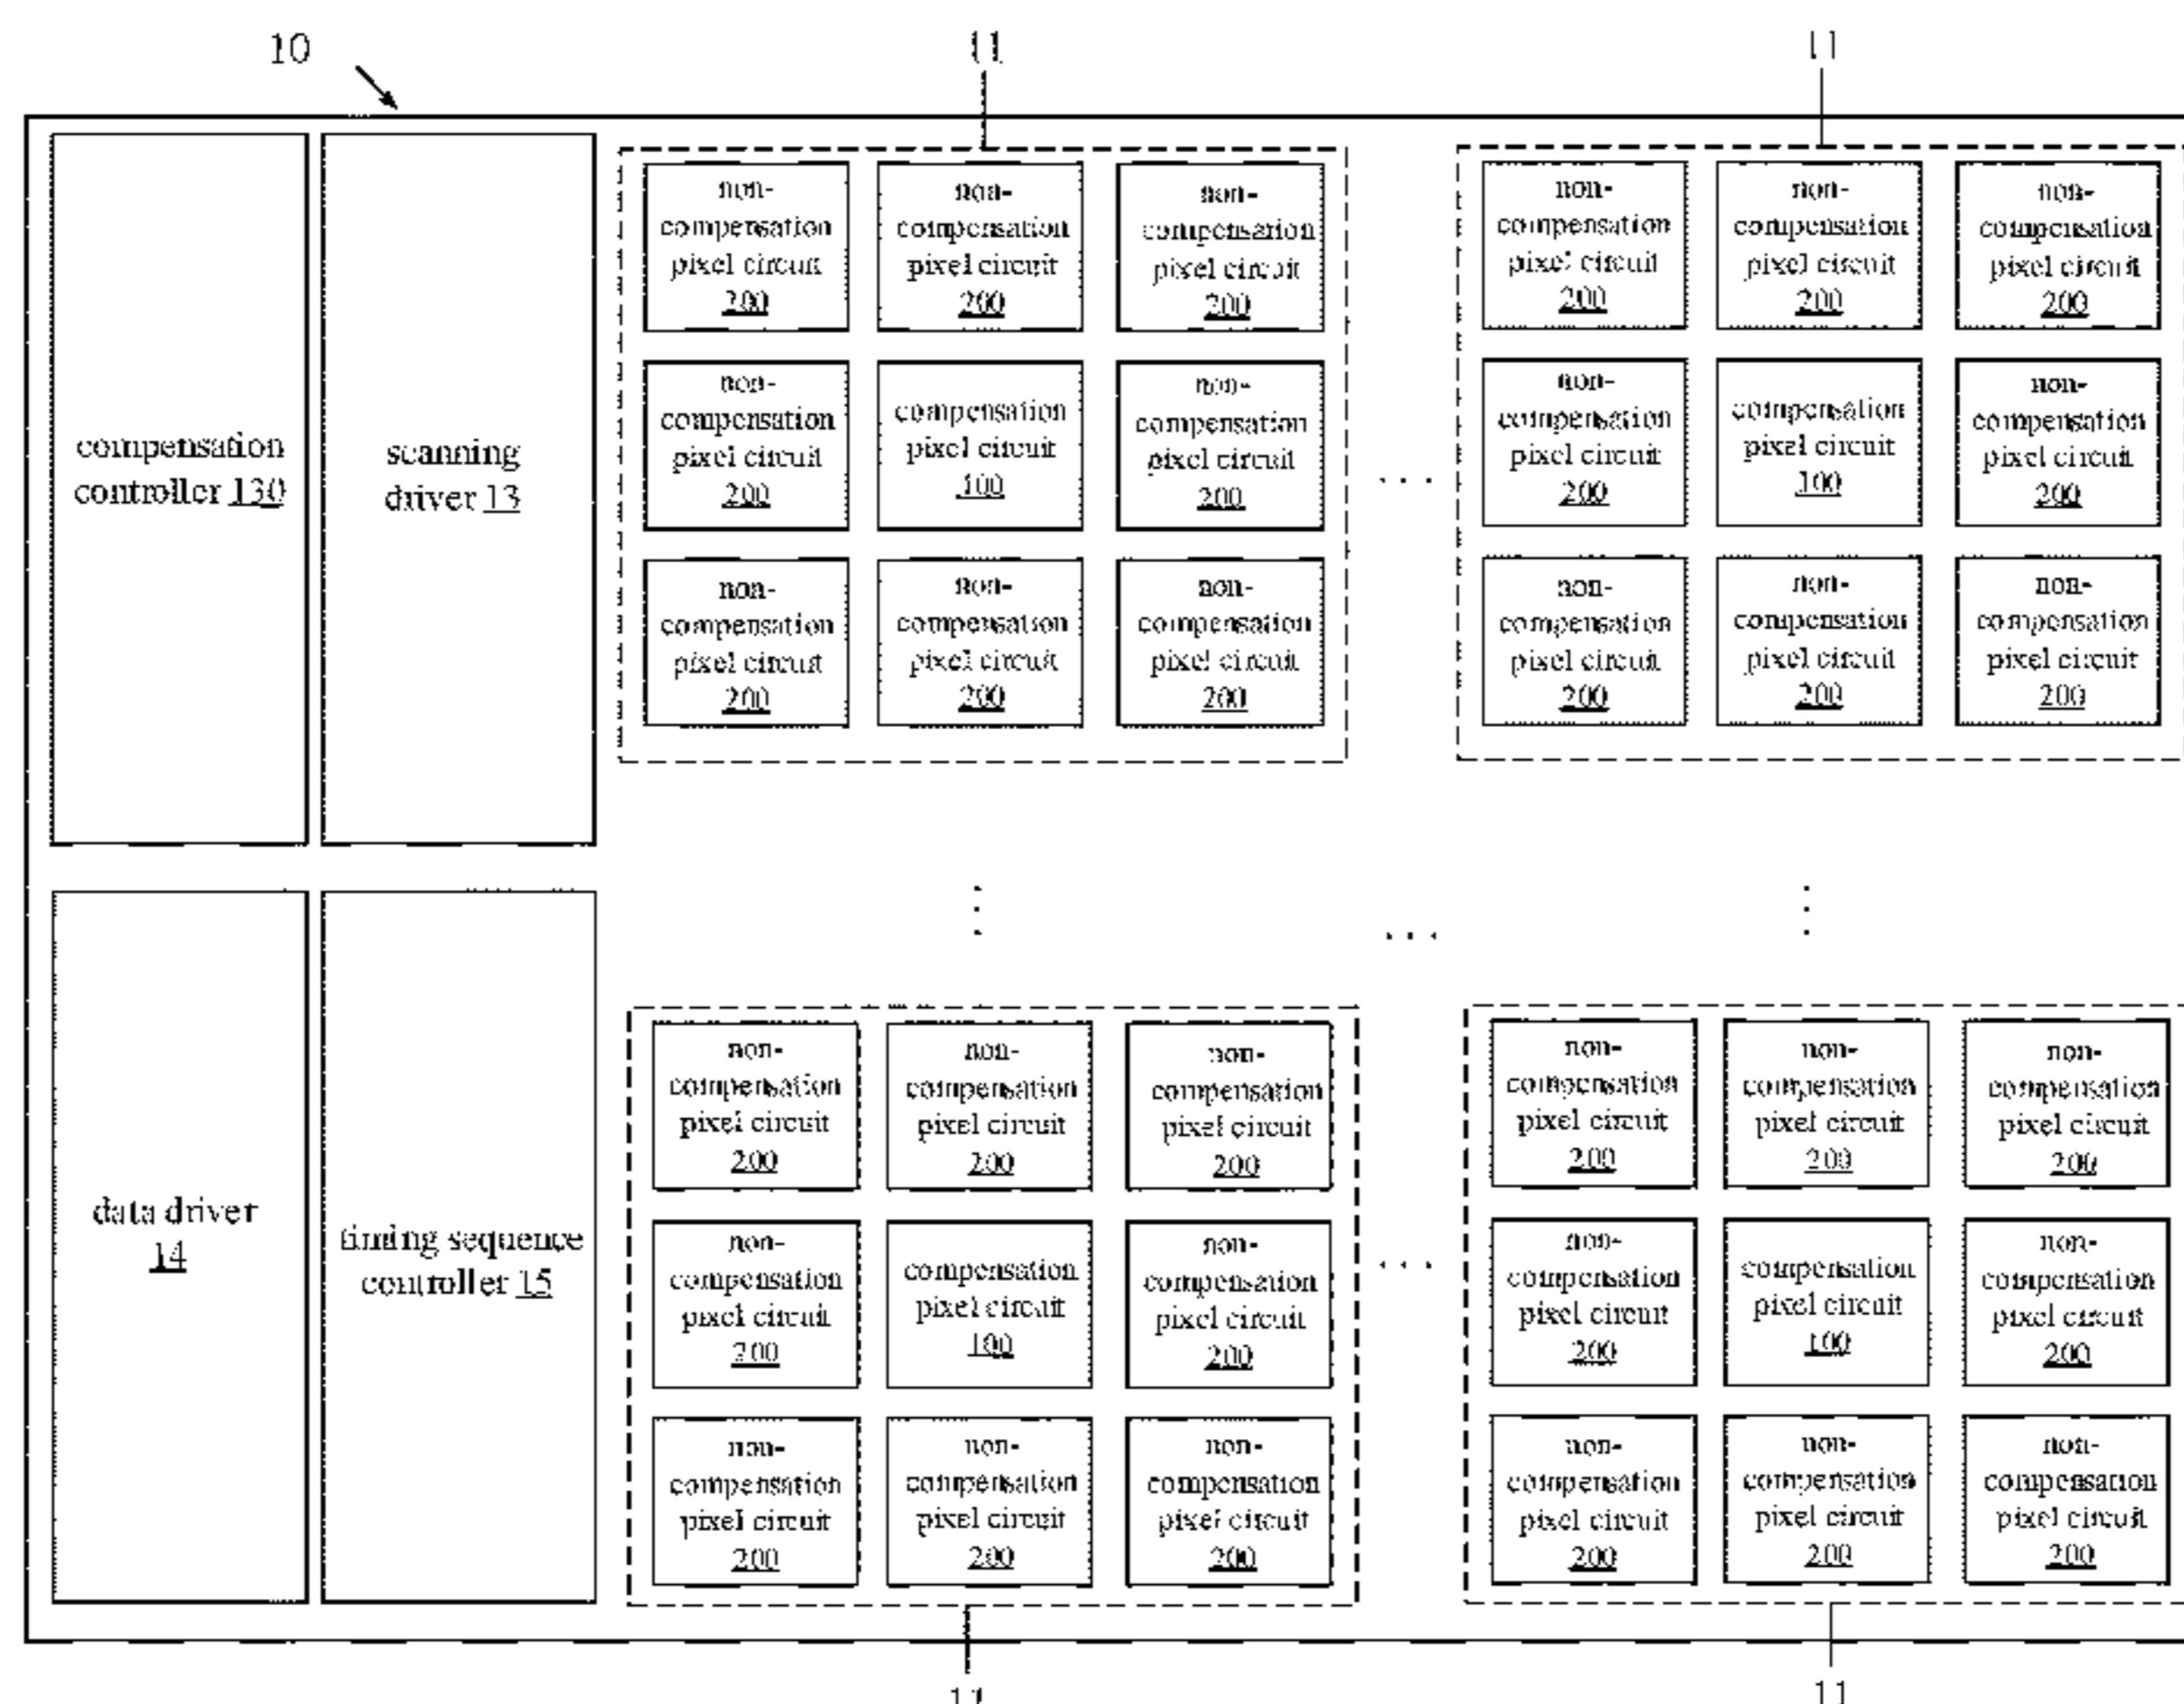 10
11
11
compensation
controller 130
scanning
driver 13
non-
compensation
pixel circuit
200
non-
compensation
pixel circuit
200
non-
compensation
pixel circuit
200
non-
compensation
pixel circuit
200
non-
compensation
pixel circuit
200
non-
compensation
pixel circuit
200
non-
compensation
pixel circuit
200
compensation
pixel circuit
100
non-
compensation
pixel circuit
200
...
non-
compensation
pixel circuit
200
compensation
pixel circuit
100
non-
compensation
pixel circuit
200
non-
compensation
pixel circuit
200
non-
compensation
pixel circuit
200
non-
compensation
pixel circuit
200
non-
compensation
pixel circuit
200
non-
compensation
pixel circuit
200
non-
compensation
pixel circuit
200
...
data driver
14
timing sequence
controller 15
non-
compensation
pixel circuit
200
non-
compensation
pixel circuit
200
non-
compensation
pixel circuit
200
non-
compensation
pixel circuit
200
non-
compensation
pixel circuit
200
non-
compensation
pixel circuit
200
non-
compensation
pixel circuit
200
compensation
pixel circuit
100
non-
compensation
pixel circuit
200
...
non-
compensation
pixel circuit
200
compensation
pixel circuit
100
non-
compensation
pixel circuit
200
non-
compensation
pixel circuit
200
non-
compensation
pixel circuit
200
non-
compensation
pixel circuit
200
non-
compensation
pixel circuit
200
non-
compensation
pixel circuit
200
non-
compensation
pixel circuit
200
11
11